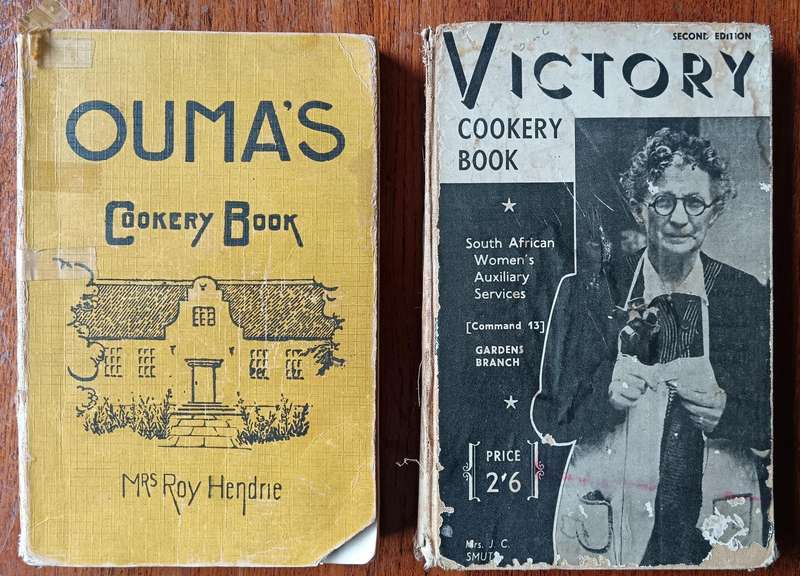 OUMA'S
COOKERY BOOK
MRS Roy Hendrie
SECOND EDITION
VICTORY
COOKERY
BOOK
South African
Women's
Auxiliary
Services
[Command 13]
GARDENS
BRANCH
PRICE
2'6
Mrs. J. C.
SMUTS